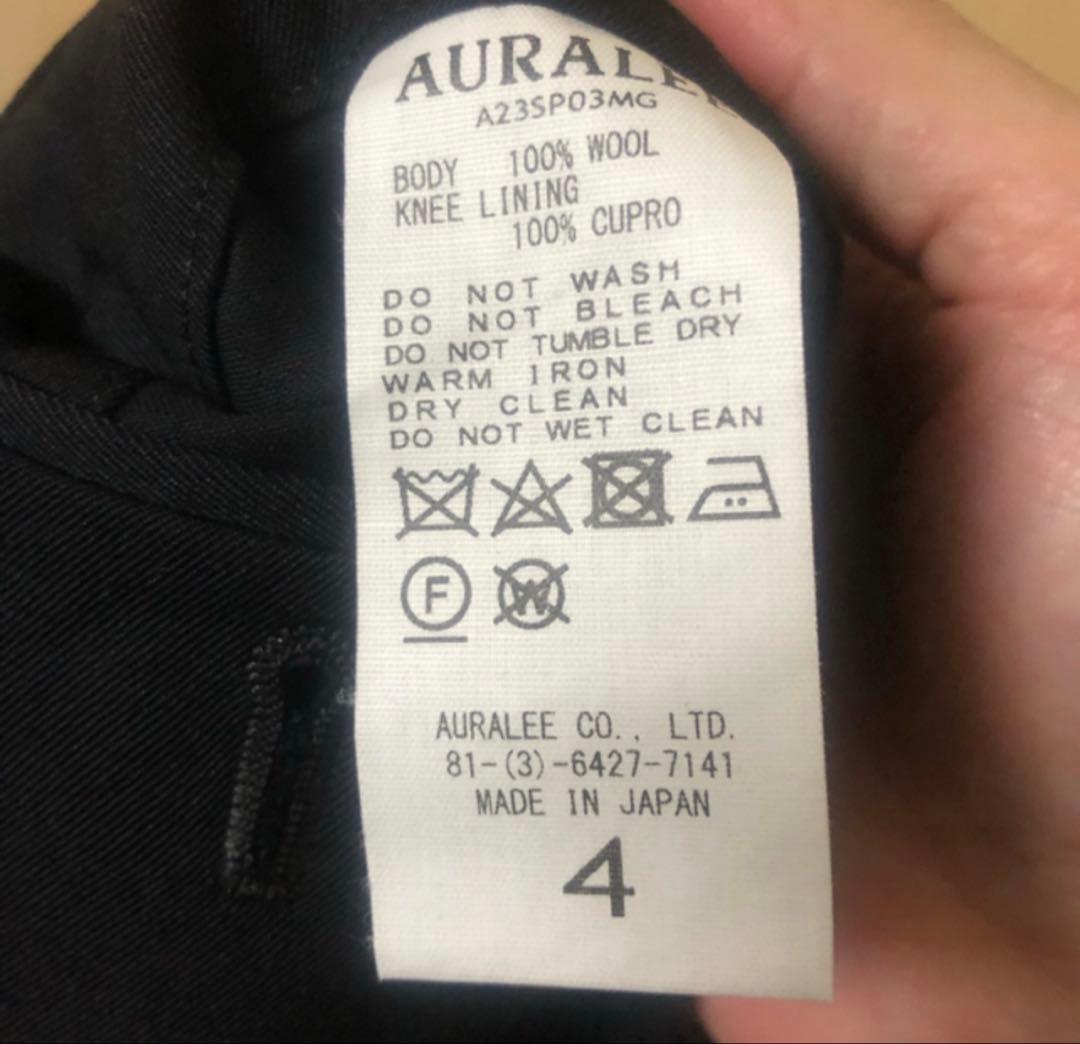 AURALEE
A23SP03MG
BODY 100% WOOL
KNEE LINING
100% CUPRO
DO NOT WASH
DO NOT BLEACH
DO NOT TUMBLE DRY
WARM IRON
DRY CLEAN
DO NOT WET CLEAN
F W
AURALEE CO., LTD.
81-(3)-6427-7141
MADE IN JAPAN
4